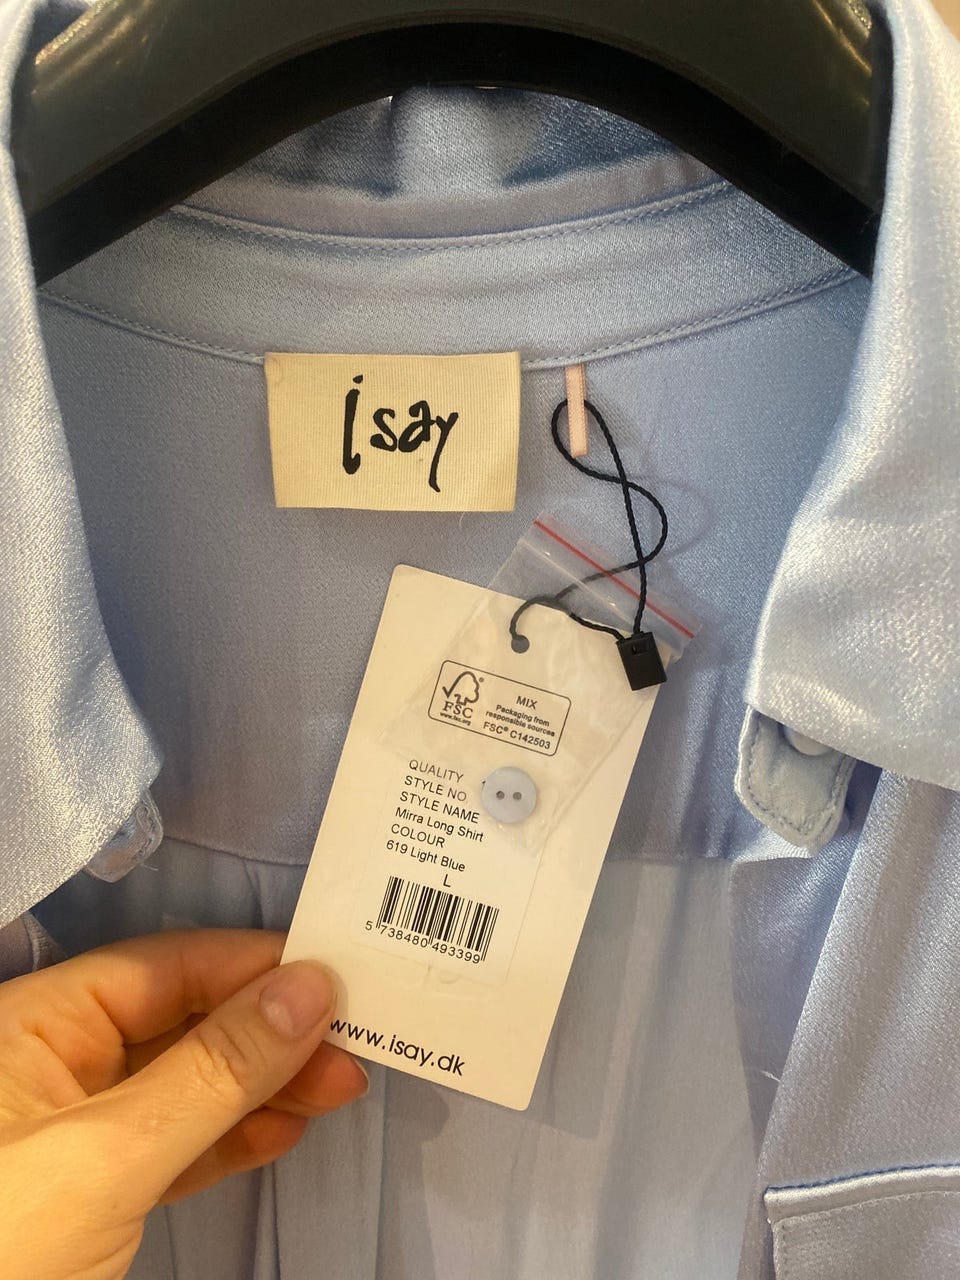 isay
FSC®
www.fsc.org
MIX
Packaging from
responsible sources
FSC® C142503
QUALITY
STYLE NO.
STYLE NAME
Mirra Long Shirt
COLOUR
619 Light Blue
L
5 738480 493399
www.isay.dk